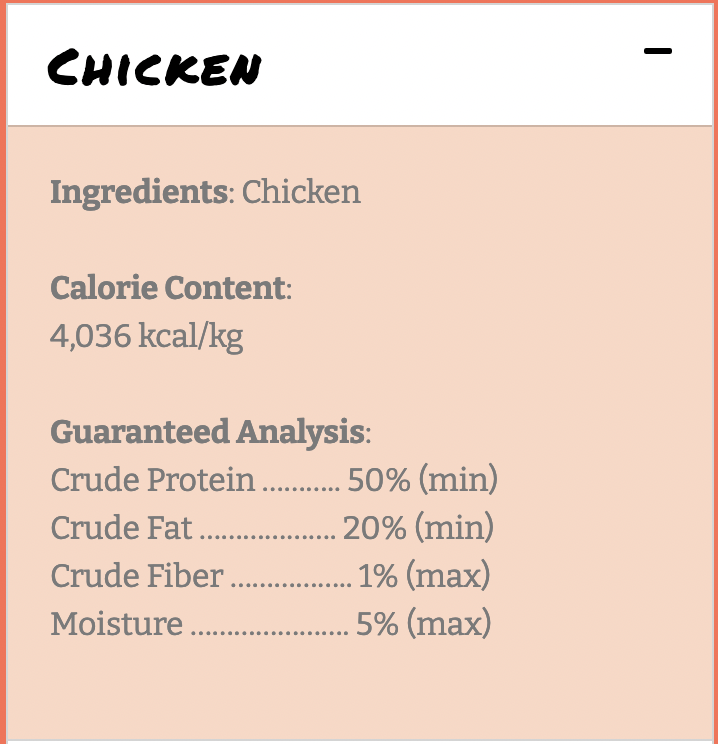 CHICKEN
Ingredients: Chicken
Calorie Content:
4,036 kcal/kg
Guaranteed Analysis:
Crude Protein ........... 50% (min)
Crude Fat ................... 20% (min)
Crude Fiber ................. 1% (max)
Moisture ...................... 5% (max)